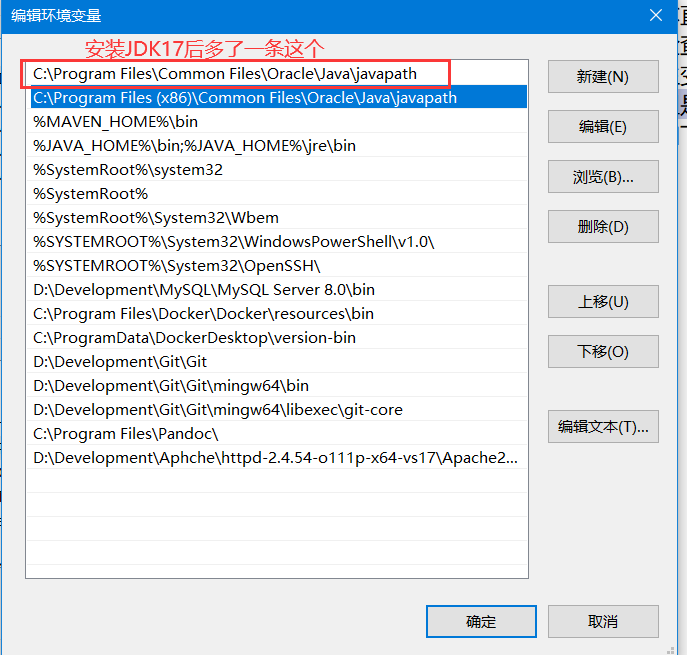 编辑环境变量
安装JDK17后多了一条这个
C:\Program Files\Common Files\Oracle\Java\javapath
C:\Program Files (x86)\Common Files\Oracle\Java\javapath
%MAVEN_HOME%\bin
%JAVA_HOME%\bin;%JAVA_HOME%\jre\bin
%SystemRoot%\system32
%SystemRoot%
%SystemRoot%\System32\Wbem
%SYSTEMROOT%\System32\WindowsPowerShell\v1.0\
%SYSTEMROOT%\System32\OpenSSH\
D:\Development\MySQL\MySQL Server 8.0\bin
C:\Program Files\Docker\Docker\resources\bin
C:\ProgramData\DockerDesktop\version-bin
D:\Development\Git\Git
D:\Development\Git\Git\mingw64\bin
D:\Development\Git\Git\mingw64\libexec\git-core
C:\Program Files\Pandoc\
D:\Development\Aphche\httpd-2.4.54-o111p-x64-vs17\Apache2...
新建(N)
编辑(E)
浏览(B)...
删除(D)
上移(U)
下移(O)
编辑文本(T)...
确定
取消